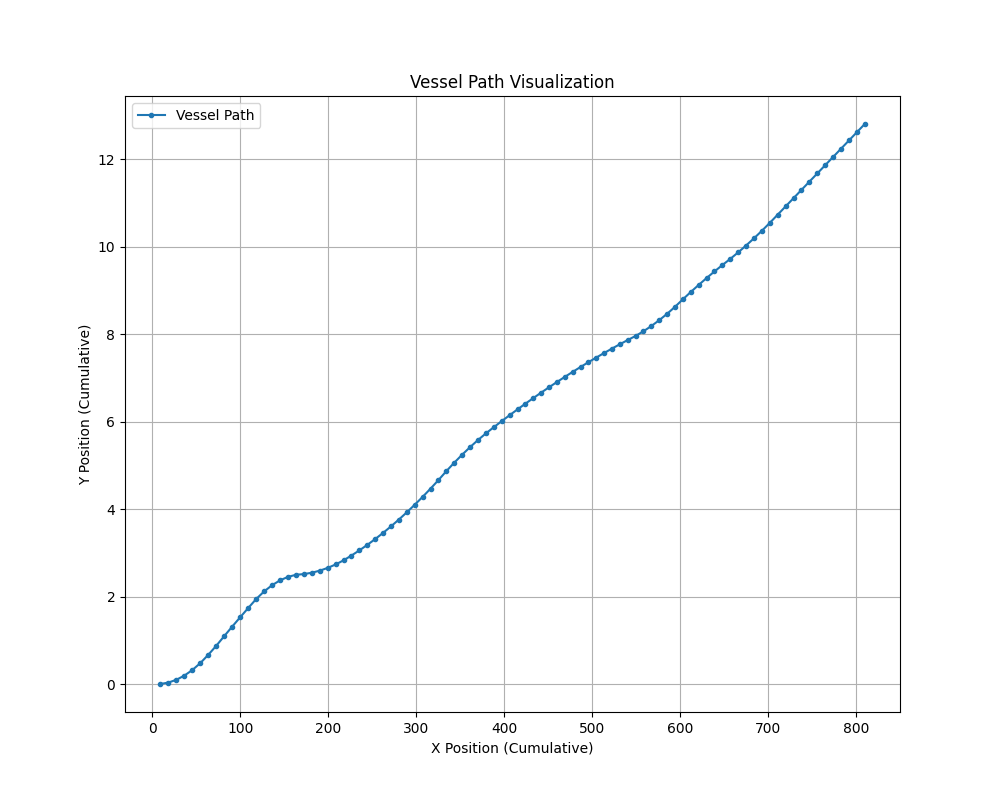 Vessel Path Visualization
Vessel Path
12
10
8
6
4
2
0
Y Position (Cumulative)
0 100 200 300 400 500 600 700 800
X Position (Cumulative)